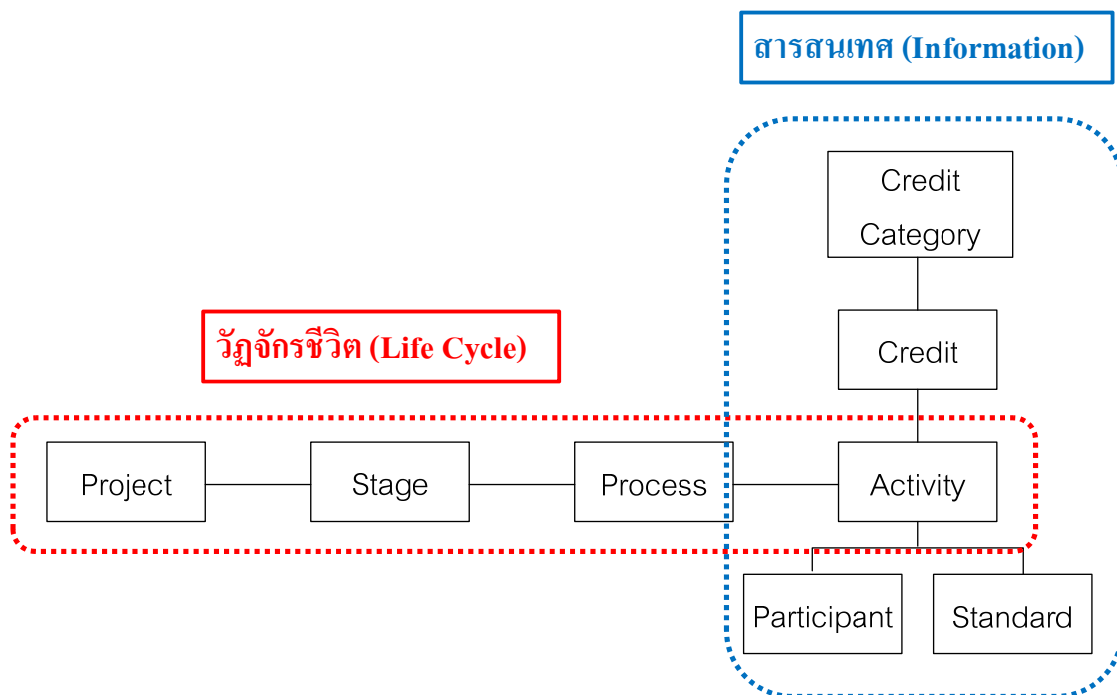 สารสนเทศ (Information)
Credit
Category
วัฏจักรชีวิต (Life Cycle)
Credit
Project
Stage
Process
Activity
Participant
Standard